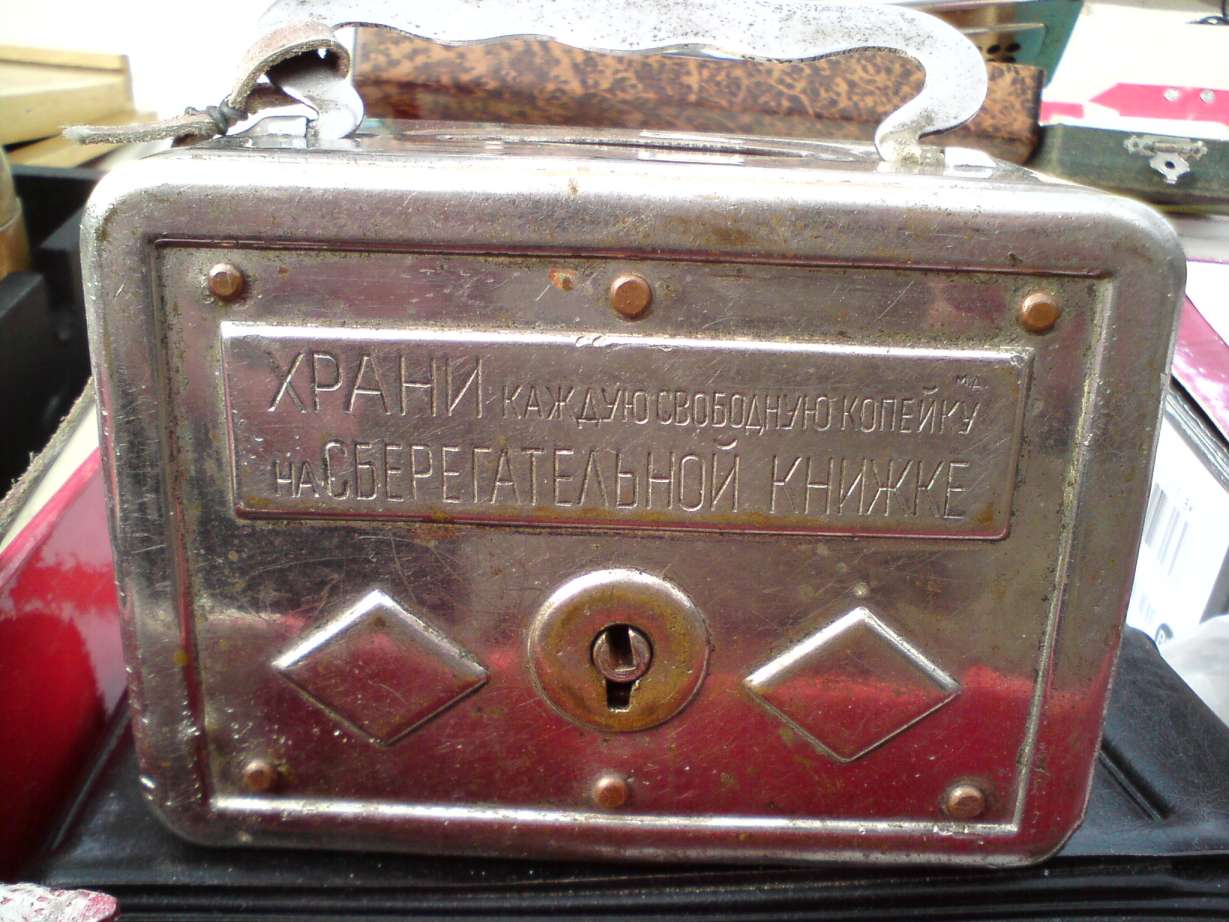 ХРАНИ КАЖДУЮ СВОБОДНУЮ КОПЕЙКУ
НА СБЕРЕГАТЕЛЬНОЙ КНИЖКЕ